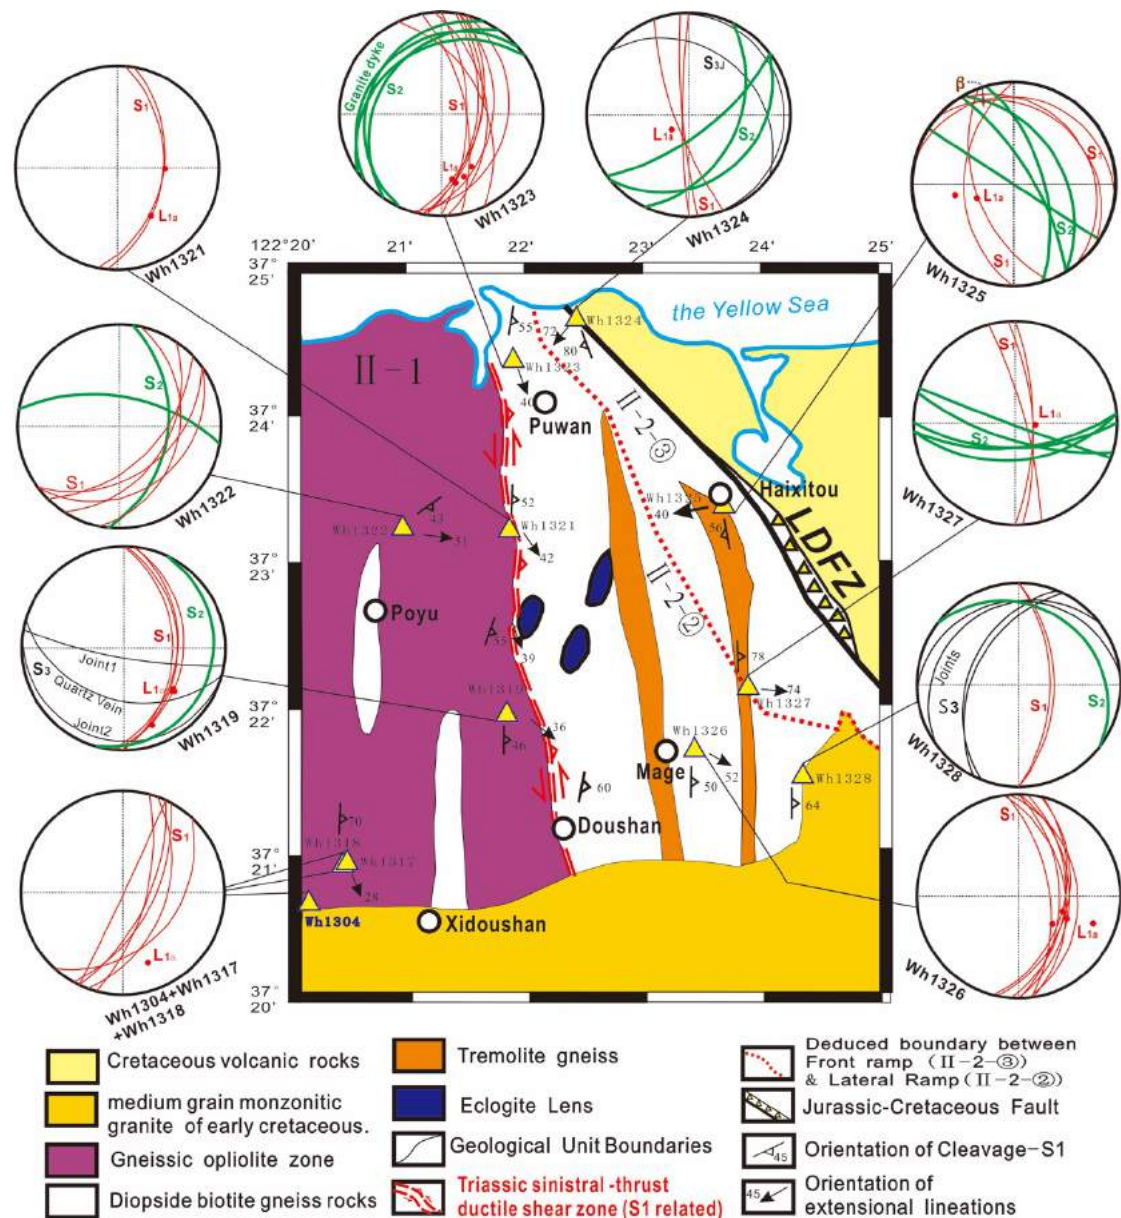 Granite dyke
S2
S1
L1a
Wh1323
S3J
L1a
S2
S1
Wh1324
S1
L1a
Wh1321
β
S1
L1a
S2
S1
Wh1325
122° 20'
21'
22'
23'
24'
25'
37°
25'
the Yellow Sea
Wh1324
55
72
80
II-1
Wh1323
40
Puwan
37°
24'
II-2-③
S2
S1
Wh1322
S1
L1a
S2
Wh1327
Haixitou
Wh1325
40
56
LDFZ
43
Wh1322
31
52
Wh1321
42
37°
23'
II-2-②
Poyu
55
39
S1
S2
Joint1
S3
Quartz Vein
L1a
Joint2
Wh1319
78
74
Wh1327
Joints
S3
S1
S2
Wh1328
Wh1319
37°
22'
46
36
Wh1326
Mage
52
50
Wh1328
64
60
Doushan
S1
L1a
Wh1304+Wh1317
+Wh1318
70
Wh1318
Wh1317
28
Wh1304
37°
21'
Xidoushan
37°
20'
S1
L1a
Wh1326
Cretaceous volcanic rocks
medium grain monzonitic
granite of early cretaceous.
Gneissic opliolite zone
Diopside biotite gneiss rocks
Tremolite gneiss
Eclogite Lens
Geological Unit Boundaries
Triassic sinistral -thrust
ductile shear zone (S1 related)
Deduced boundary between
Front ramp (II-2-③)
& Lateral Ramp (II-2-②)
Jurassic-Cretaceous Fault
45
Orientation of Cleavage-S1
45
Orientation of
extensional lineations